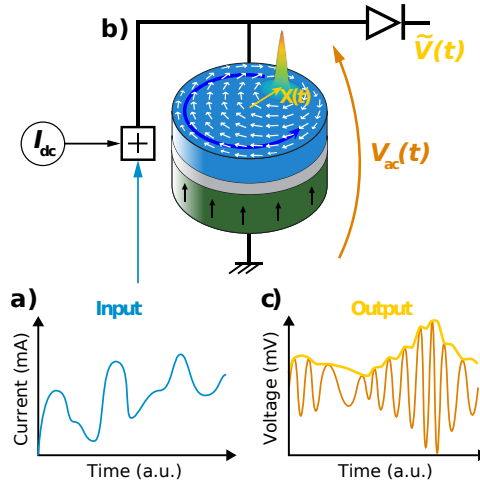 b)
Ṽ(t)
X(t)
I_dc
+
V_ac(t)
a)
Input
c)
Output
Current (mA)
Time (a.u.)
Voltage (mV)
Time (a.u.)